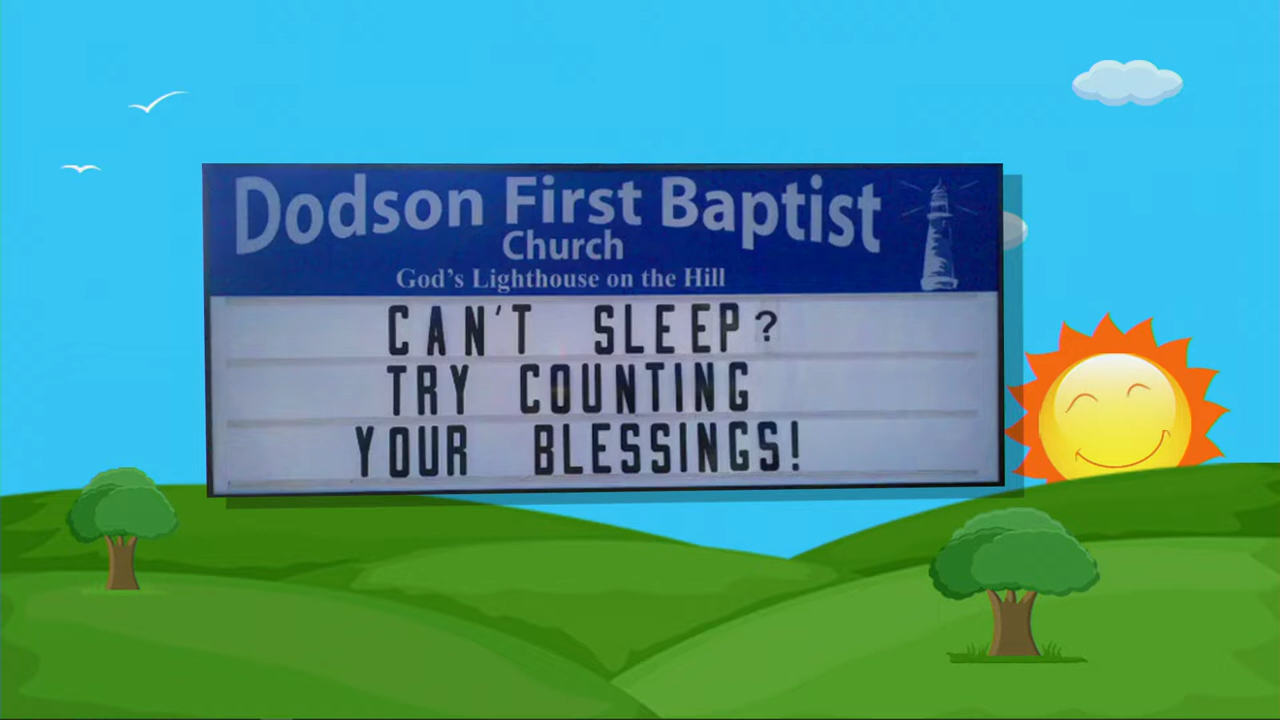 Dodson First Baptist
Church
God's Lighthouse on the Hill
CAN'T SLEEP?
TRY COUNTING
YOUR BLESSINGS!